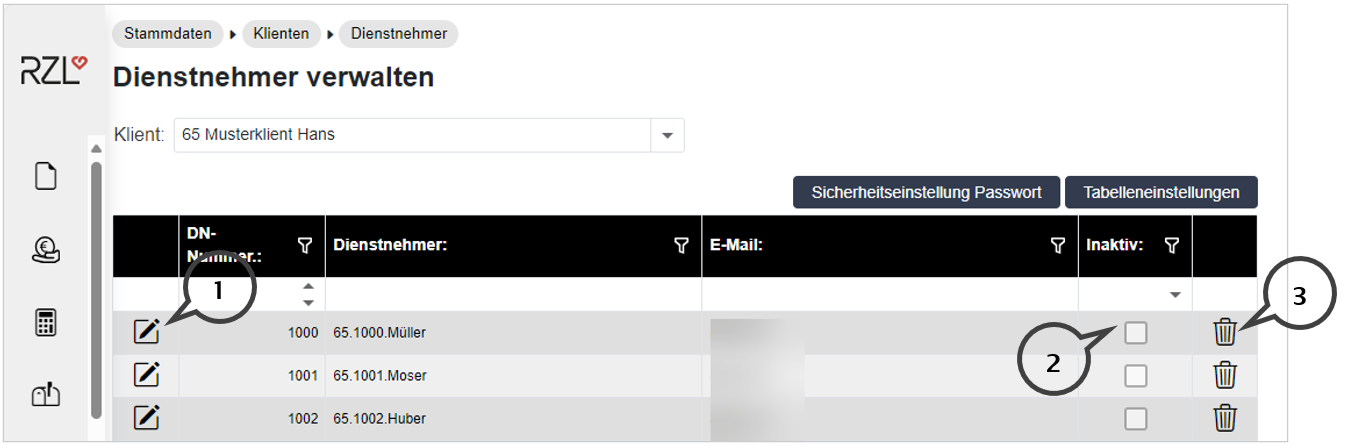 Stammdaten Klienten Dienstnehmer
RZL
Dienstnehmer verwalten
Klient: 65 Musterklient Hans
Sicherheitseinstellung Passwort Tabelleneinstellungen
DN-
Nummer.: Dienstnehmer: E-Mail: Inaktiv:
1 3
1000 65.1000.Müller
2
1001 65.1001.Moser
1002 65.1002.Huber